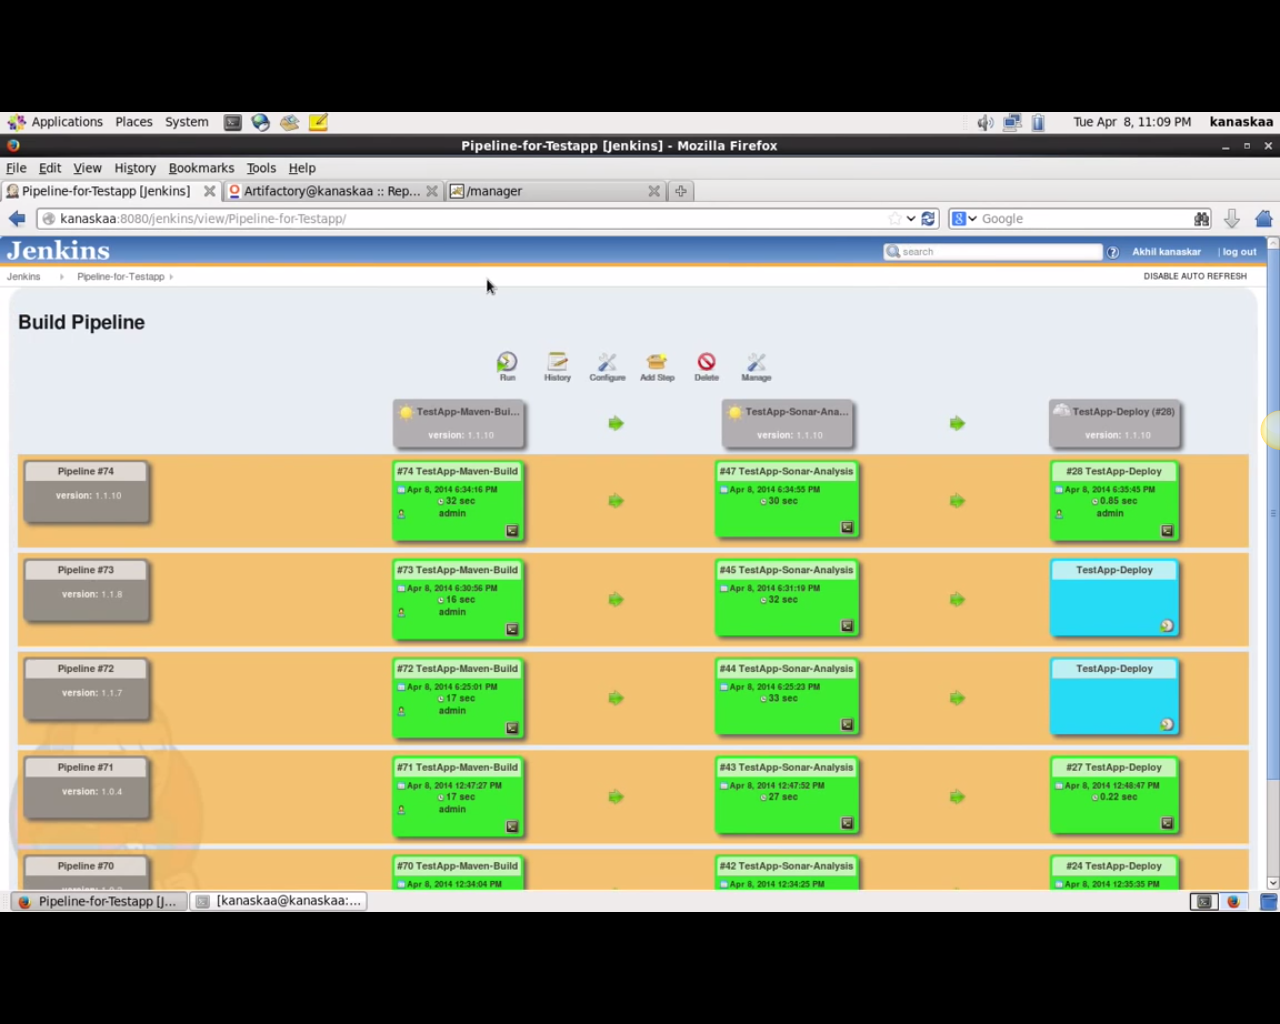 Applications Places System Tue Apr 8, 11:09 PM kanaskaa
Pipeline-for-Testapp [Jenkins] - Mozilla Firefox
File Edit View History Bookmarks Tools Help
Pipeline-for-Testapp [Jenkins] Artifactory@kanaskaa :: Rep... /manager
kanaskaa:8080/jenkins/view/Pipeline-for-Testapp/ Google
Jenkins search Akhil kanaskar | log out
Jenkins Pipeline-for-Testapp DISABLE AUTO REFRESH
Build Pipeline
Run History Configure Add Step Delete Manage
TestApp-Maven-Bui... TestApp-Sonar-Ana... TestApp-Deploy (#28)
version: 1.1.10 version: 1.1.10 version: 1.1.10
Pipeline #74 #74 TestApp-Maven-Build #47 TestApp-Sonar-Analysis #28 TestApp-Deploy
version: 1.1.10 Apr 8, 2014 6:34:16 PM Apr 8, 2014 6:34:55 PM Apr 8, 2014 6:35:45 PM
32 sec 30 sec 0.85 sec
admin admin
Pipeline #73 #73 TestApp-Maven-Build #45 TestApp-Sonar-Analysis TestApp-Deploy
version: 1.1.8 Apr 8, 2014 6:30:56 PM Apr 8, 2014 6:31:19 PM
16 sec 32 sec
admin
Pipeline #72 #72 TestApp-Maven-Build #44 TestApp-Sonar-Analysis TestApp-Deploy
version: 1.1.7 Apr 8, 2014 6:25:01 PM Apr 8, 2014 6:25:23 PM
17 sec 33 sec
admin
Pipeline #71 #71 TestApp-Maven-Build #43 TestApp-Sonar-Analysis #27 TestApp-Deploy
version: 1.0.4 Apr 8, 2014 12:47:27 PM Apr 8, 2014 12:47:52 PM Apr 8, 2014 12:48:47 PM
17 sec 27 sec 0.22 sec
admin
Pipeline #70 #70 TestApp-Maven-Build #42 TestApp-Sonar-Analysis #24 TestApp-Deploy
Apr 8, 2014 12:34:04 PM Apr 8, 2014 12:34:25 PM Apr 8, 2014 12:35:35 PM
Pipeline-for-Testapp [J... [kanaskaa@kanaskaa:...